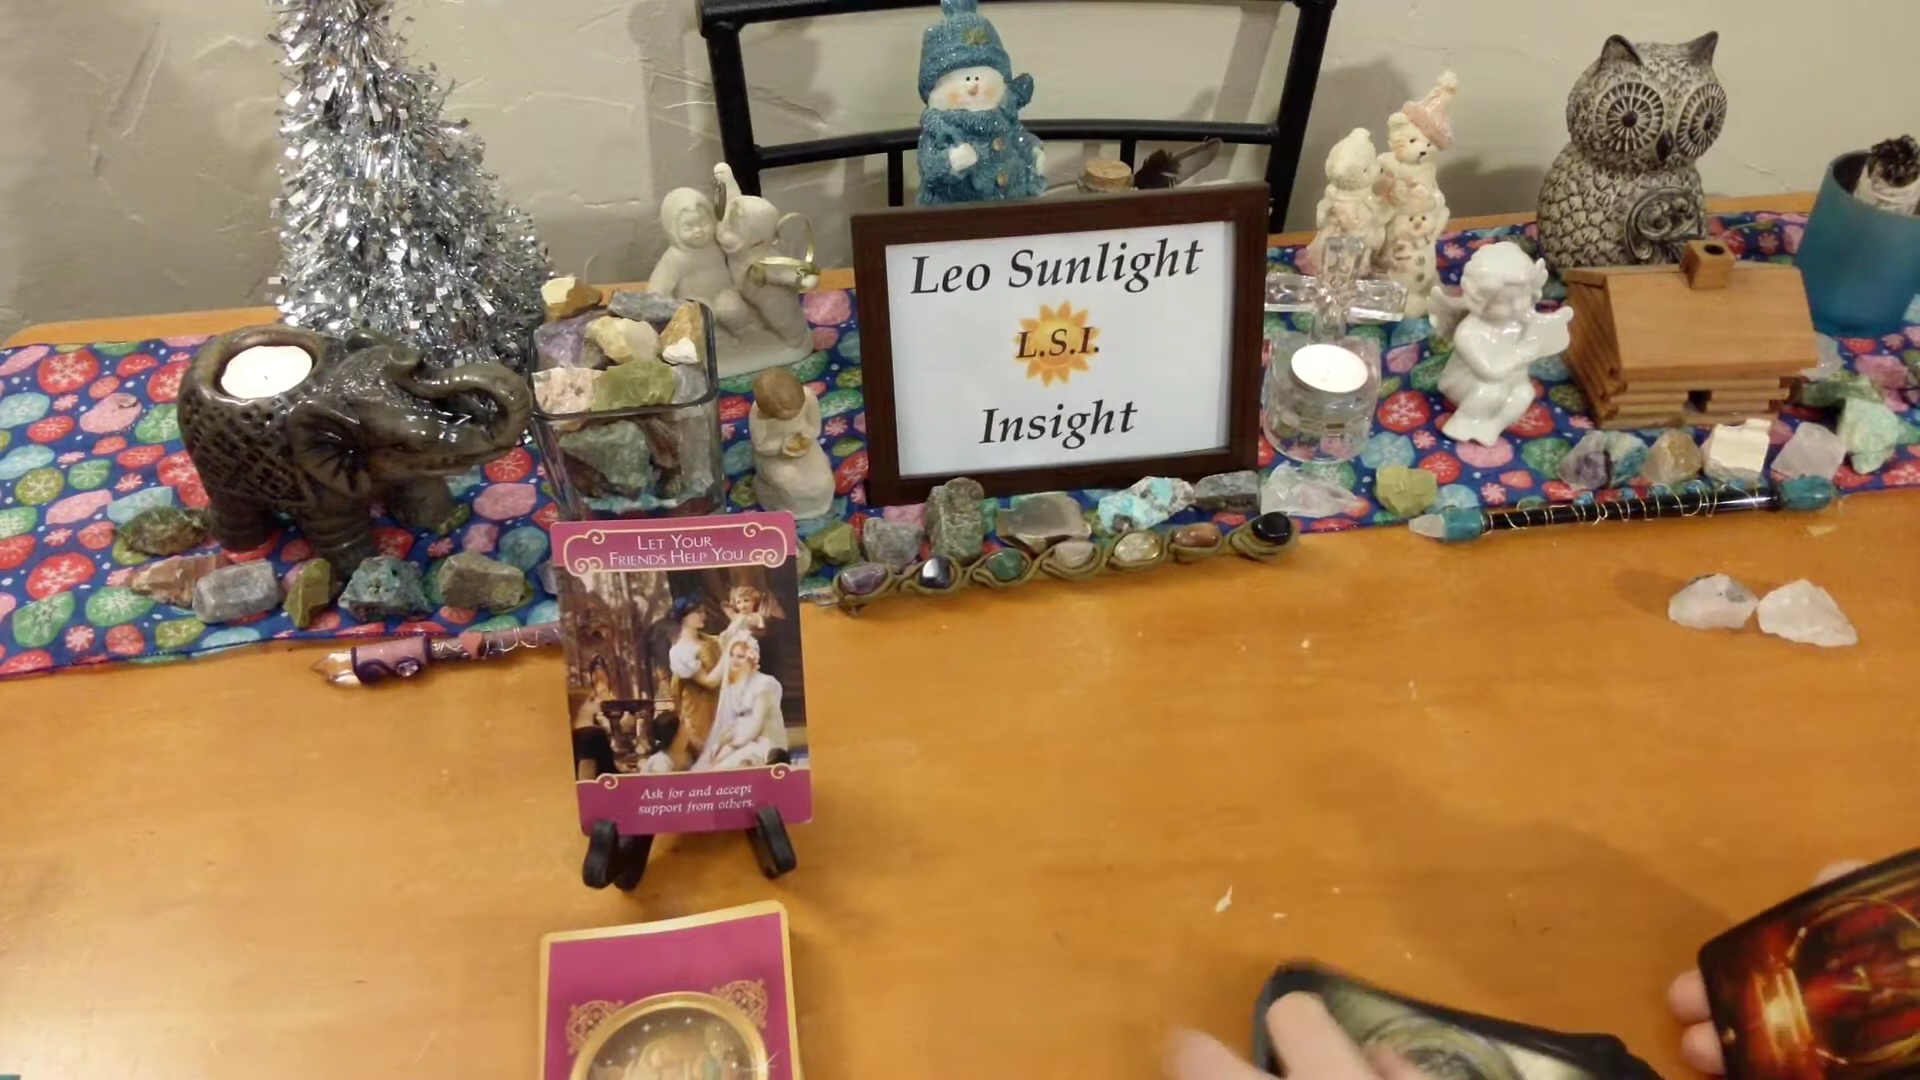 Leo Sunlight
L.S.I.
Insight
LET YOUR
FRIENDS HELP YOU
Ask for and accept
support from others.